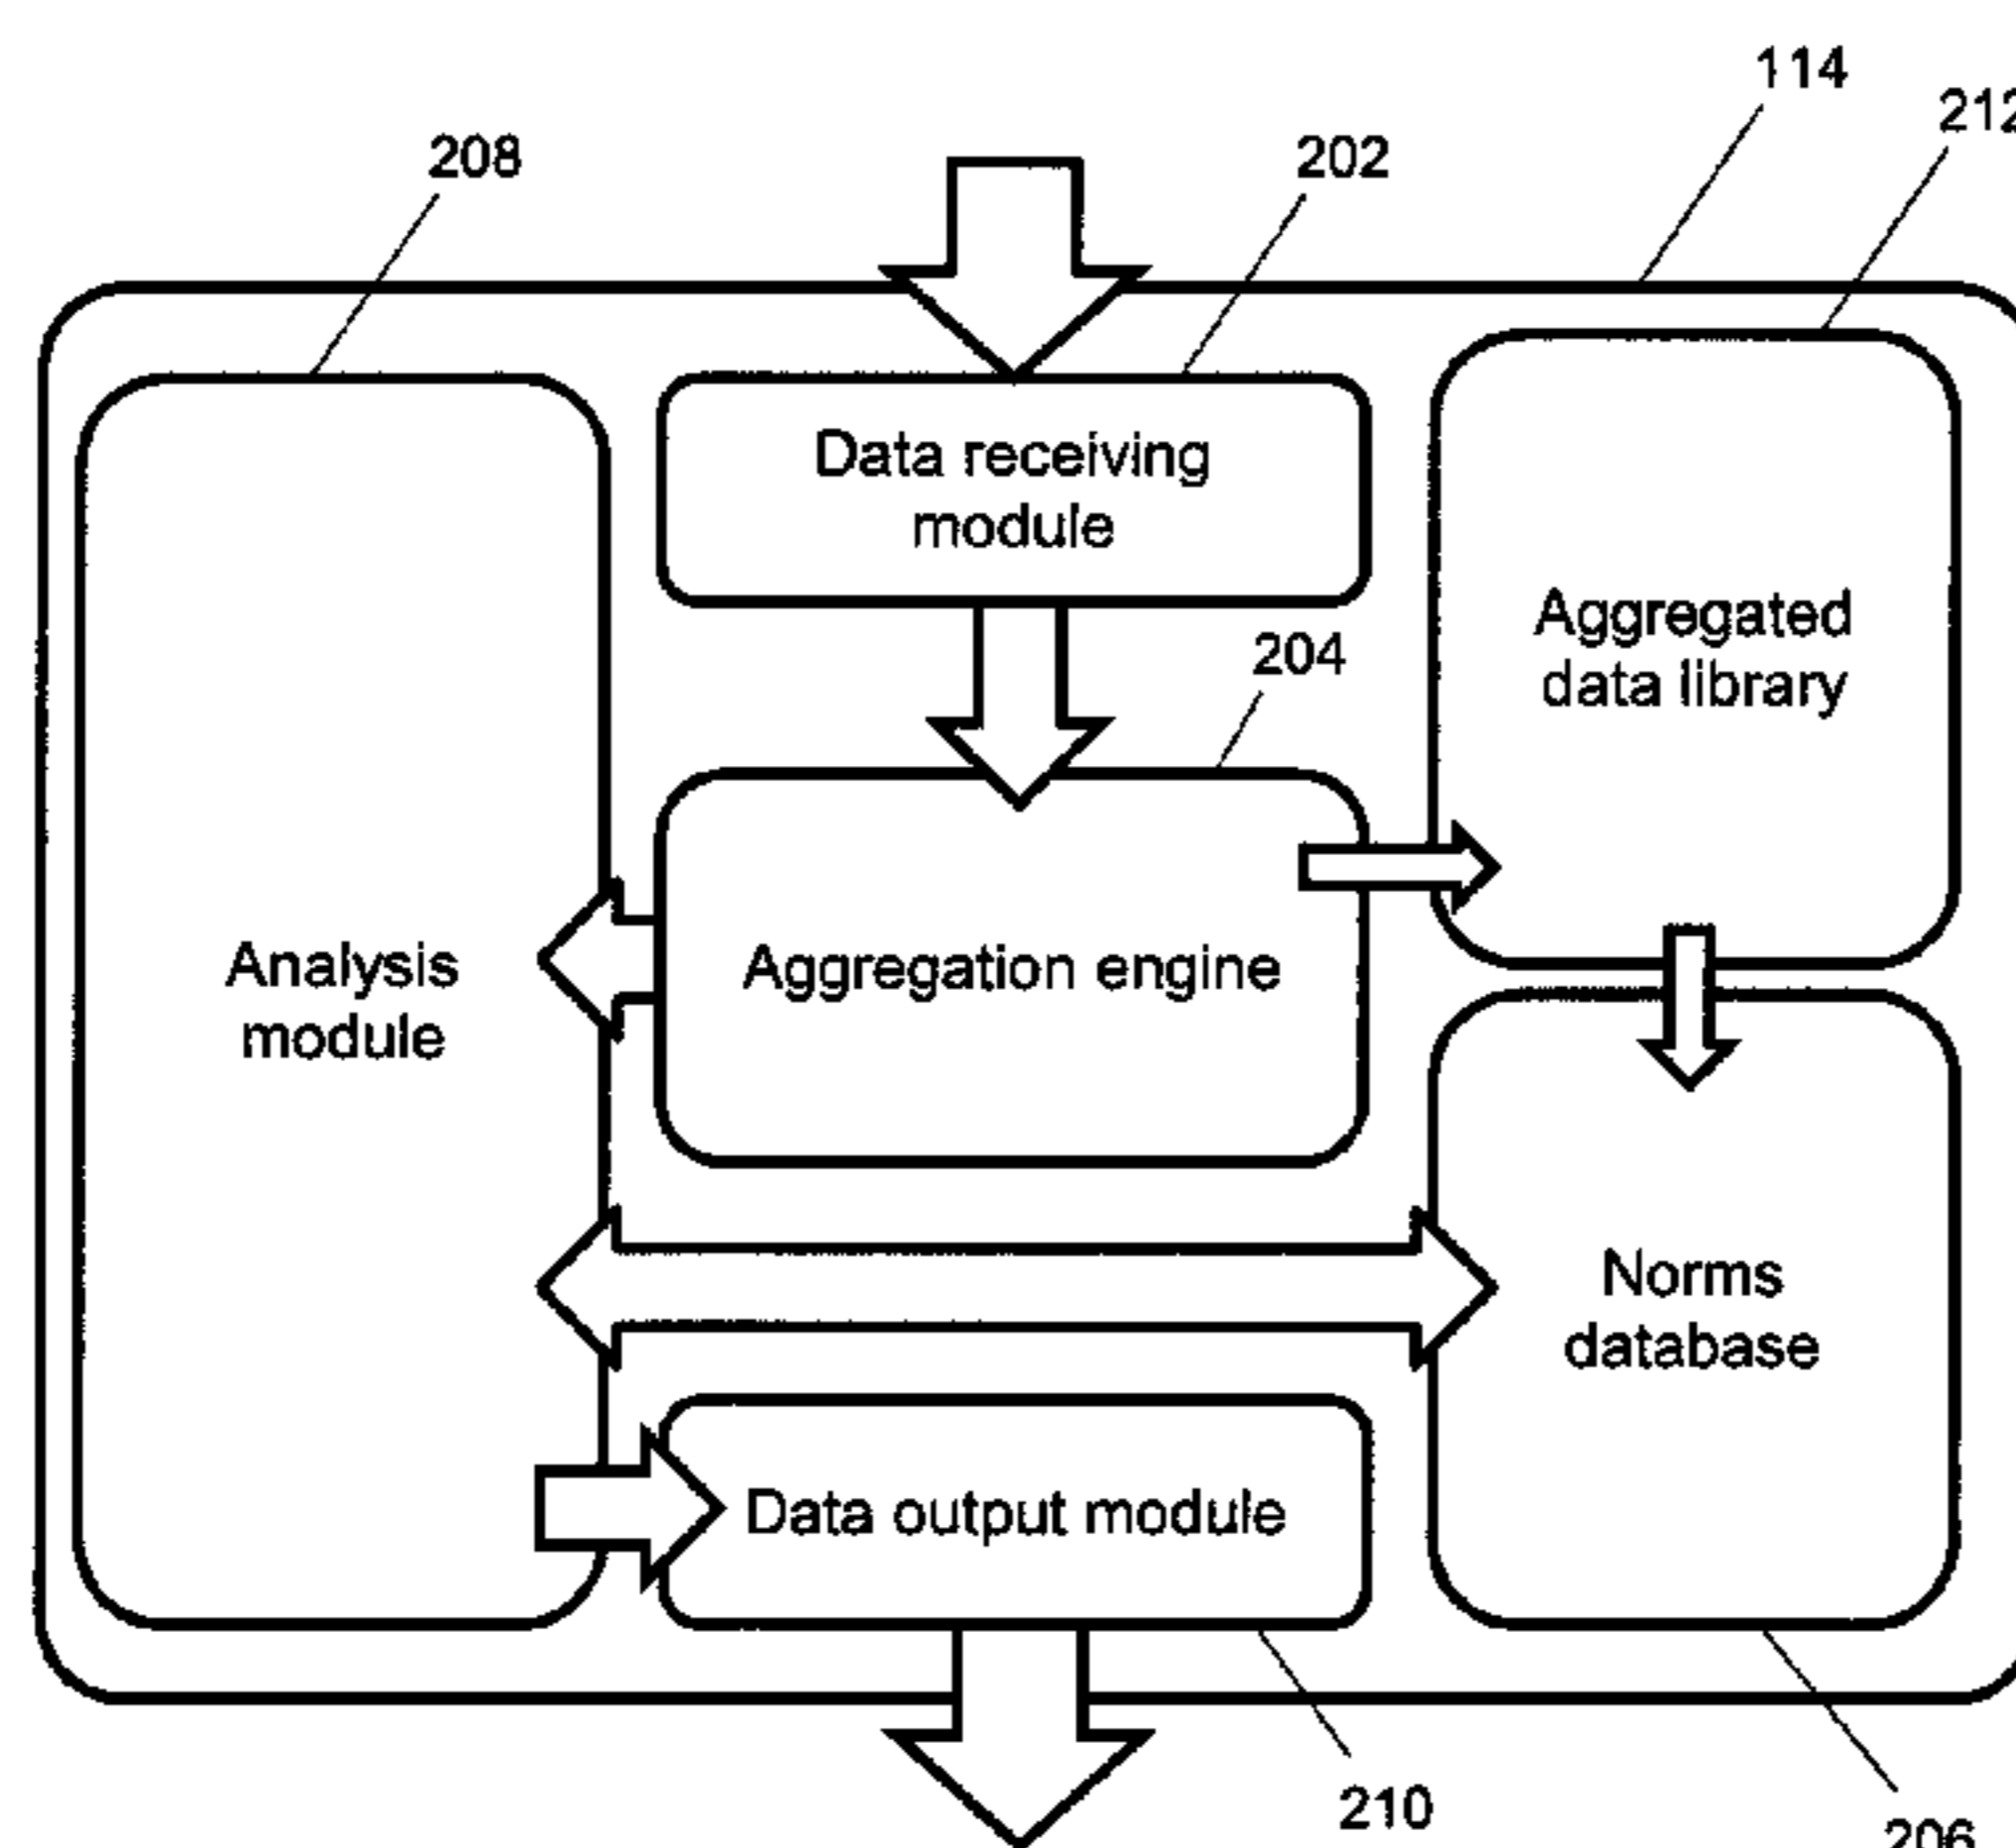 114
212
208
202
Data receiving
module
204
Aggregated
data library
Analysis
module
Aggregation engine
Norms
database
Data output module
210
206